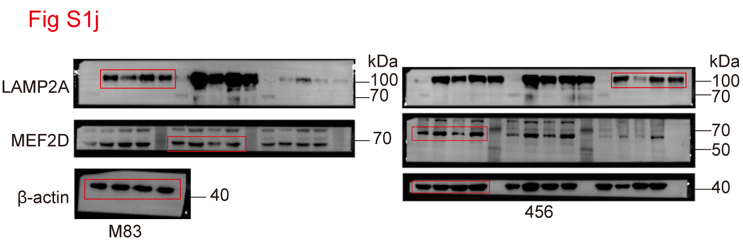 Fig S1j
kDa
kDa
LAMP2A
100
70
100
70
MEF2D
70
70
50
β-actin
40
40
M83
456